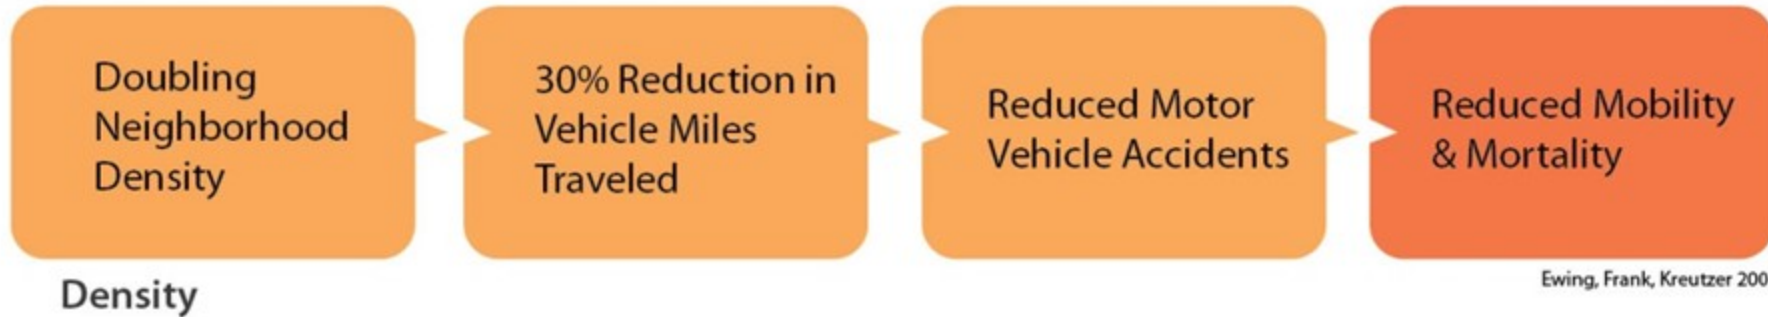 Doubling
Neighborhood
Density
30% Reduction in
Vehicle Miles
Traveled
Reduced Motor
Vehicle Accidents
Reduced Mobility
& Mortality
Ewing, Frank, Kreutzer 200
Density